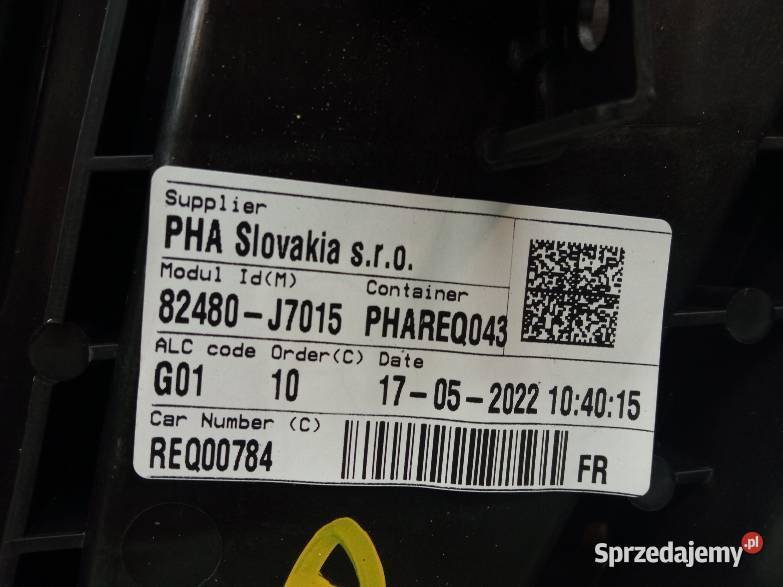 Supplier
PHA Slovakia s.r.o.
Modul Id(M) Container
82480-J7015 PHAREQ043
ALC code Order(C) Date
G01 10 17-05-2022 10:40:15
Car Number (C)
REQ00784 FR
Sprzedajemy.pl